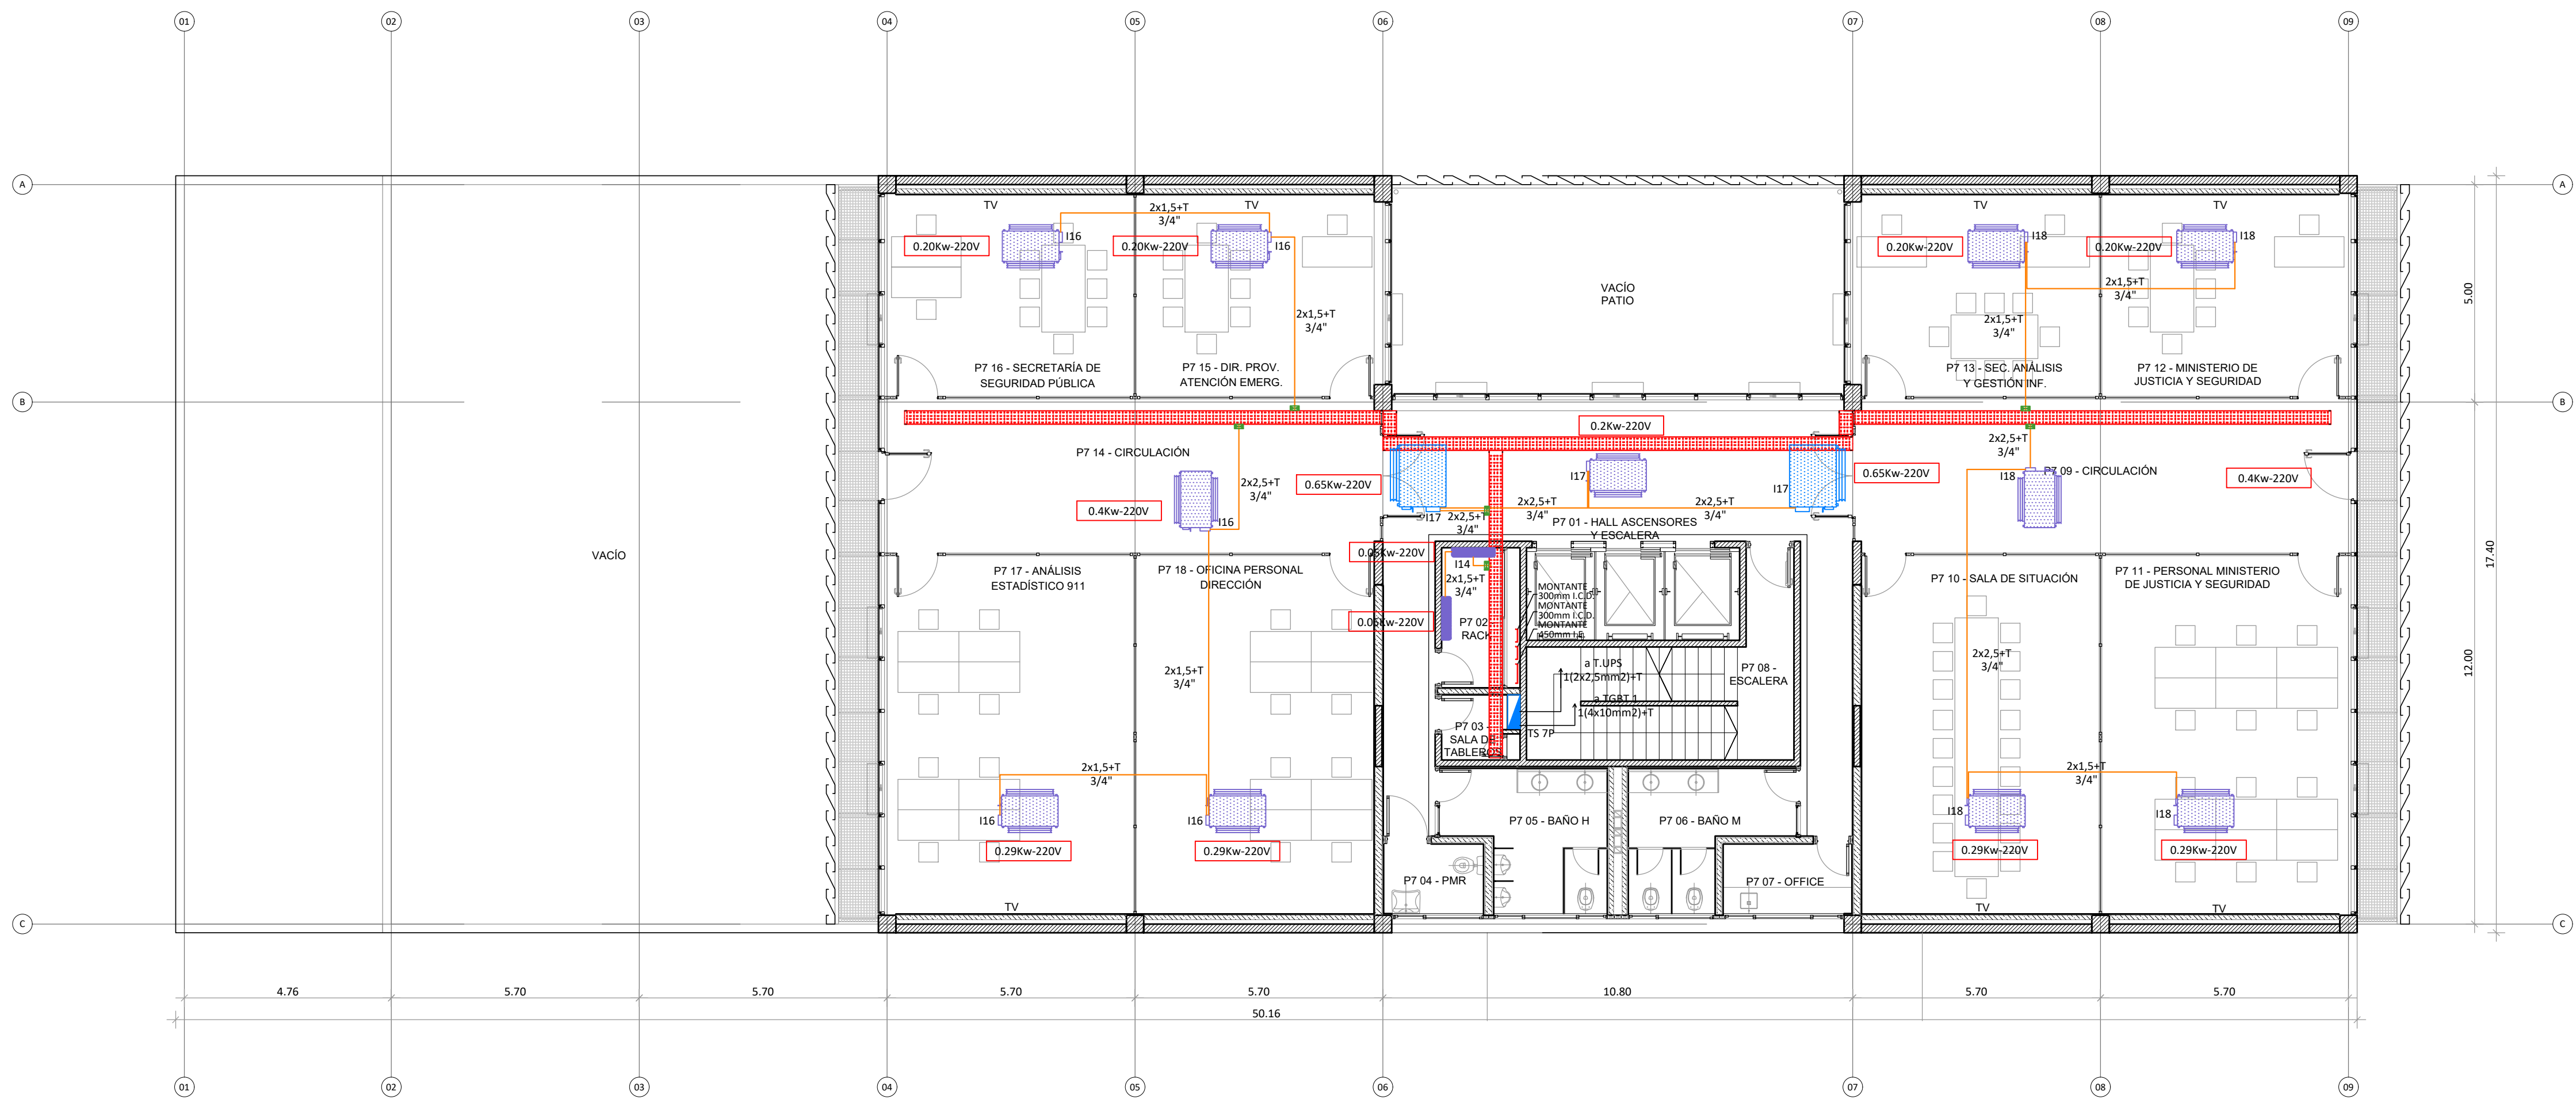 01
02
03
04
05
06
07
08
09
A
A
TV
TV
TV
TV
2x1,5+T
3/4"
I16
I16
I18
I18
0.20Kw-220V
0.20Kw-220V
0.20Kw-220V
0.20Kw-220V
2x1,5+T
3/4"
2x1,5+T
3/4"
2x1,5+T
3/4"
VACÍO
PATIO
5.00
P7 16 - SECRETARÍA DE
SEGURIDAD PÚBLICA
P7 15 - DIR. PROV.
ATENCIÓN EMERG.
P7 13 - SEC. ANÁLISIS
Y GESTIÓN INF.
P7 12 - MINISTERIO DE
JUSTICIA Y SEGURIDAD
B
B
0.2Kw-220V
P7 14 - CIRCULACIÓN
2x2,5+T
3/4"
P7 09 - CIRCULACIÓN
0.65Kw-220V
I17
0.65Kw-220V
I18
0.4Kw-220V
2x2,5+T
3/4"
0.4Kw-220V
I16
I17
I17
2x2,5+T
3/4"
2x2,5+T
3/4"
2x2,5+T
3/4"
P7 01 - HALL ASCENSORES
Y ESCALERA
VACÍO
17.40
0.05Kw-220V
I14
2x1,5+T
3/4"
P7 17 - ANÁLISIS
ESTADÍSTICO 911
P7 18 - OFICINA PERSONAL
DIRECCIÓN
P7 10 - SALA DE SITUACIÓN
P7 11 - PERSONAL MINISTERIO
DE JUSTICIA Y SEGURIDAD
MONTANTE
300mm I.C.D.
MONTANTE
300mm I.C.D.
MONTANTE
450mm I.E.
0.05Kw-220V
P7 02
RACK
a T.UPS
1(2x2,5mm2)+T
P7 08 -
ESCALERA
2x1,5+T
3/4"
2x2,5+T
3/4"
12.00
a TGBT 1
1(4x10mm2)+T
P7 03 -
SALA DE
TABLEROS
TS 7P
2x1,5+T
3/4"
2x1,5+T
3/4"
I16
I16
P7 05 - BAÑO H
P7 06 - BAÑO M
I18
I18
0.29Kw-220V
0.29Kw-220V
0.29Kw-220V
0.29Kw-220V
P7 04 - PMR
P7 07 - OFFICE
TV
TV
TV
C
C
4.76
5.70
5.70
5.70
5.70
10.80
5.70
5.70
50.16
01
02
03
04
05
06
07
08
09